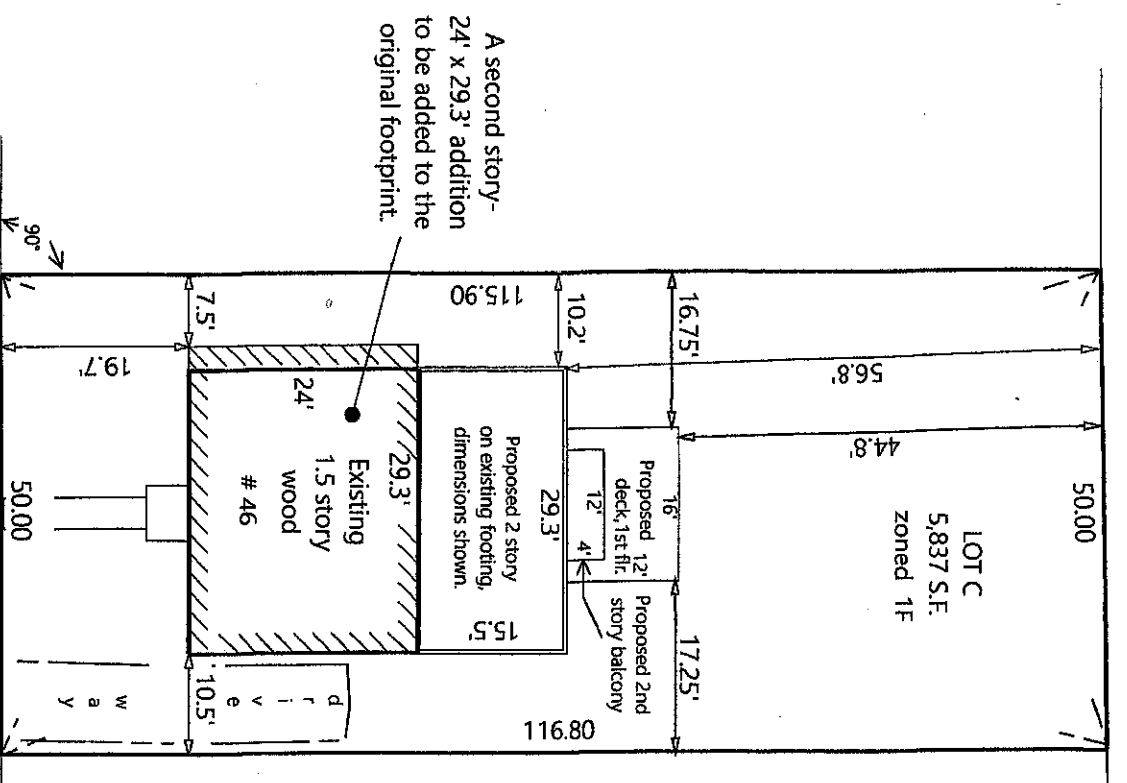 A second story-
24' x 29.3' addition
to be added to the
original footprint.
90°
50.00
LOT C
5,837 S.F.
zoned 1F
56.8'
44.8'
16.75'
16'
Proposed 12'
deck,1st flr.
17.25'
Proposed 2nd
story balcony
12'
4'
10.2'
115.90
116.80
29.3'
Proposed 2 story
on existing footing,
dimensions shown.
15.5'
7.5'
19.7'
24'
29.3'
Existing
1.5 story
wood
# 46
10.5'
drive
way
50.00